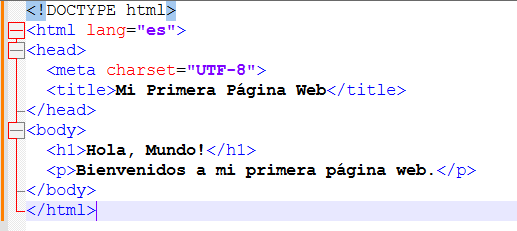 <!DOCTYPE html>
<html lang="es">
<head>
<meta charset="UTF-8">
<title>Mi Primera Página Web</title>
</head>
<body>
<h1>Hola, Mundo!</h1>
<p>Bienvenidos a mi primera página web.</p>
</body>
</html>